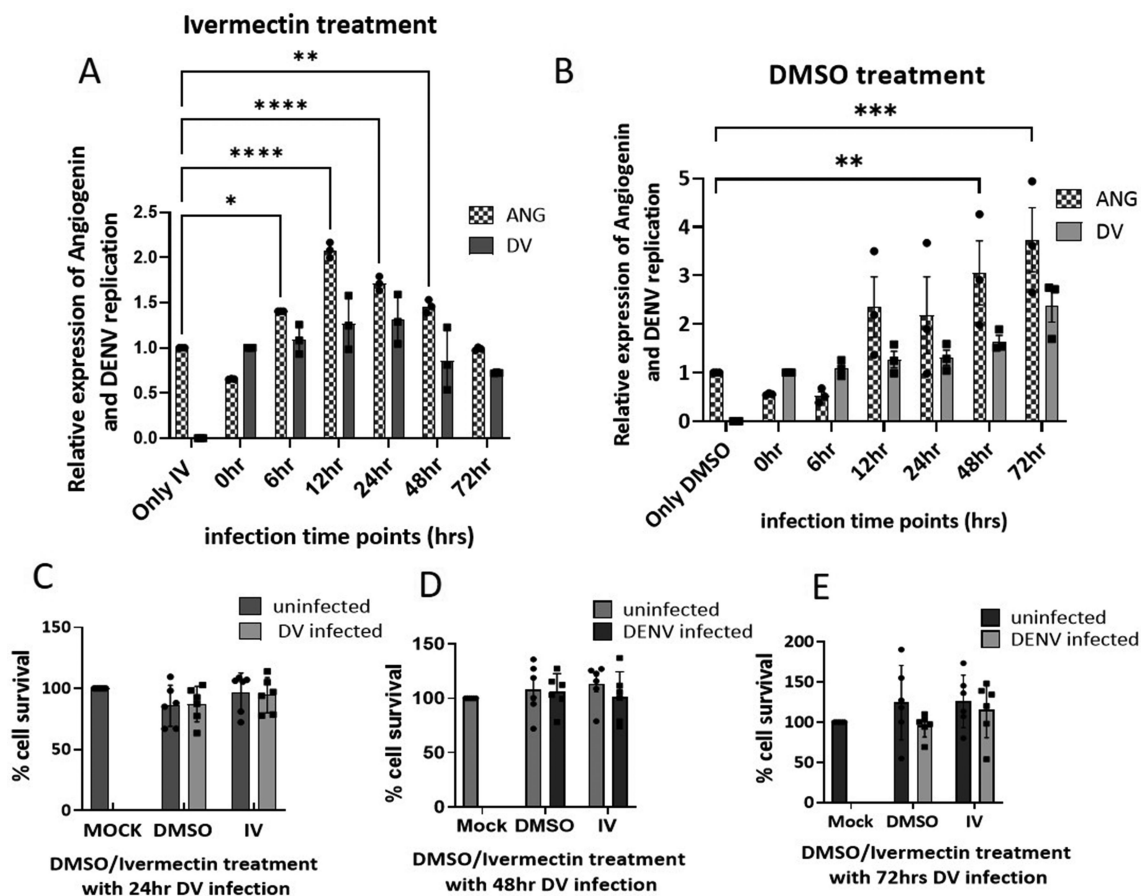 Ivermectin treatment
A
**
****
****
*
Relative expression of Angiogenin
and DENV replication
2.5
2.0
1.5
1.0
0.5
0.0
ANG
DV
Only IV
0hr
6hr
12hr
24hr
48hr
72hr
infection time points (hrs)
B
DMSO treatment
***
**
Relative expression of Angiogenin
and DENV replication
5
4
3
2
1
0
ANG
DV
Only DMSO
0hr
6hr
12hr
24hr
48hr
72hr
infection time points (hrs)
C
uninfected
DV infected
% cell survival
150
100
50
0
MOCK DMSO IV
DMSO/Ivermectin treatment
with 24hr DV infection
D
uninfected
DENV infected
% cell survival
150
100
50
0
Mock DMSO IV
DMSO/Ivermectin treatment
with 48hr DV infection
E
uninfected
DENV infected
% cell survival
200
150
100
50
0
Mock DMSO IV
DMSO/Ivermectin treatment
with 72hrs DV infection